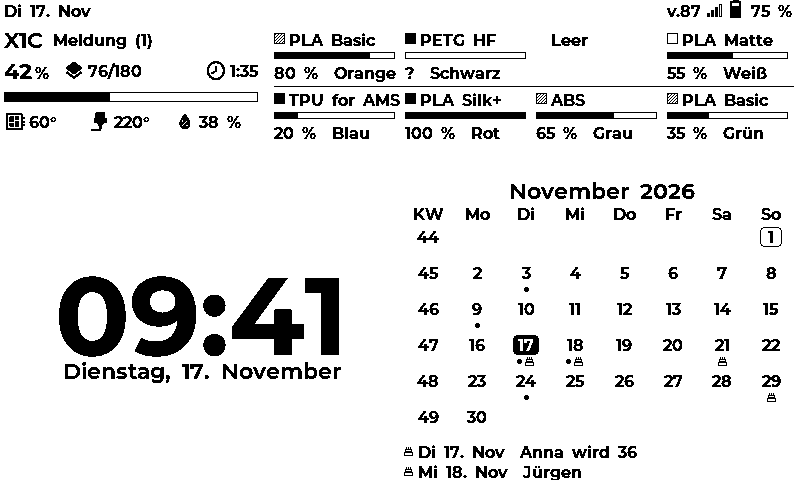 Di 17. Nov
v.87 75 %
X1C Meldung (1)
42% 76/180 1:35
60° 220° 38 %
PLA Basic PETG HF Leer PLA Matte
80 % Orange ? Schwarz 55 % Weiß
TPU for AMS PLA Silk+ ABS PLA Basic
20 % Blau 100 % Rot 65 % Grau 35 % Grün
09:41
Dienstag, 17. November
November 2026
KW Mo Di Mi Do Fr Sa So
44 1
45 2 3 4 5 6 7 8
46 9 10 11 12 13 14 15
47 16 17 18 19 20 21 22
48 23 24 25 26 27 28 29
49 30
Di 17. Nov Anna wird 36
Mi 18. Nov Jürgen